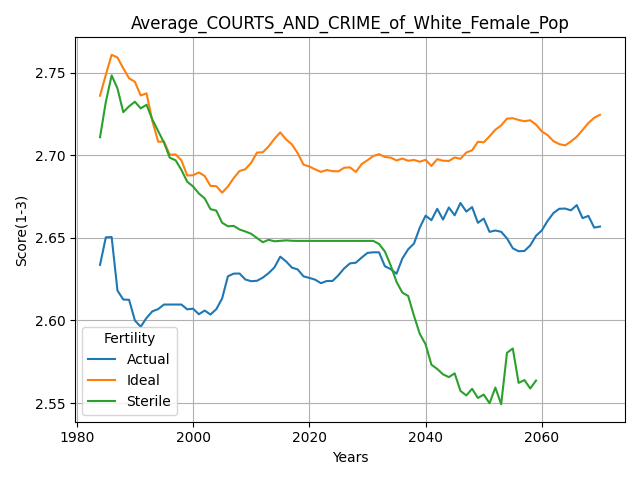 Average_COURTS_AND_CRIME_of_White_Female_Pop
Score(1-3)
2.75
2.70
2.65
2.60
2.55
Fertility
Actual
Ideal
Sterile
1980 2000 2020 2040 2060
Years